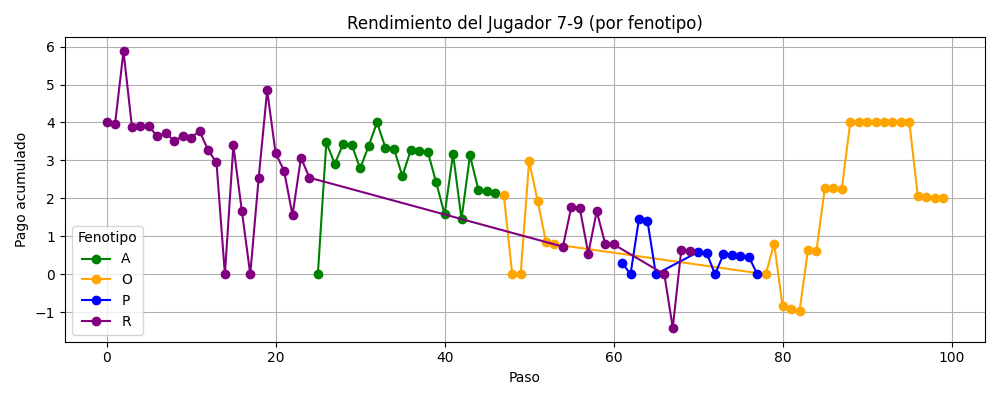 Rendimiento del Jugador 7-9 (por fenotipo)
Pago acumulado
6
5
4
3
2
1
0
−1
Fenotipo
A
O
P
R
0 20 40 60 80 100
Paso